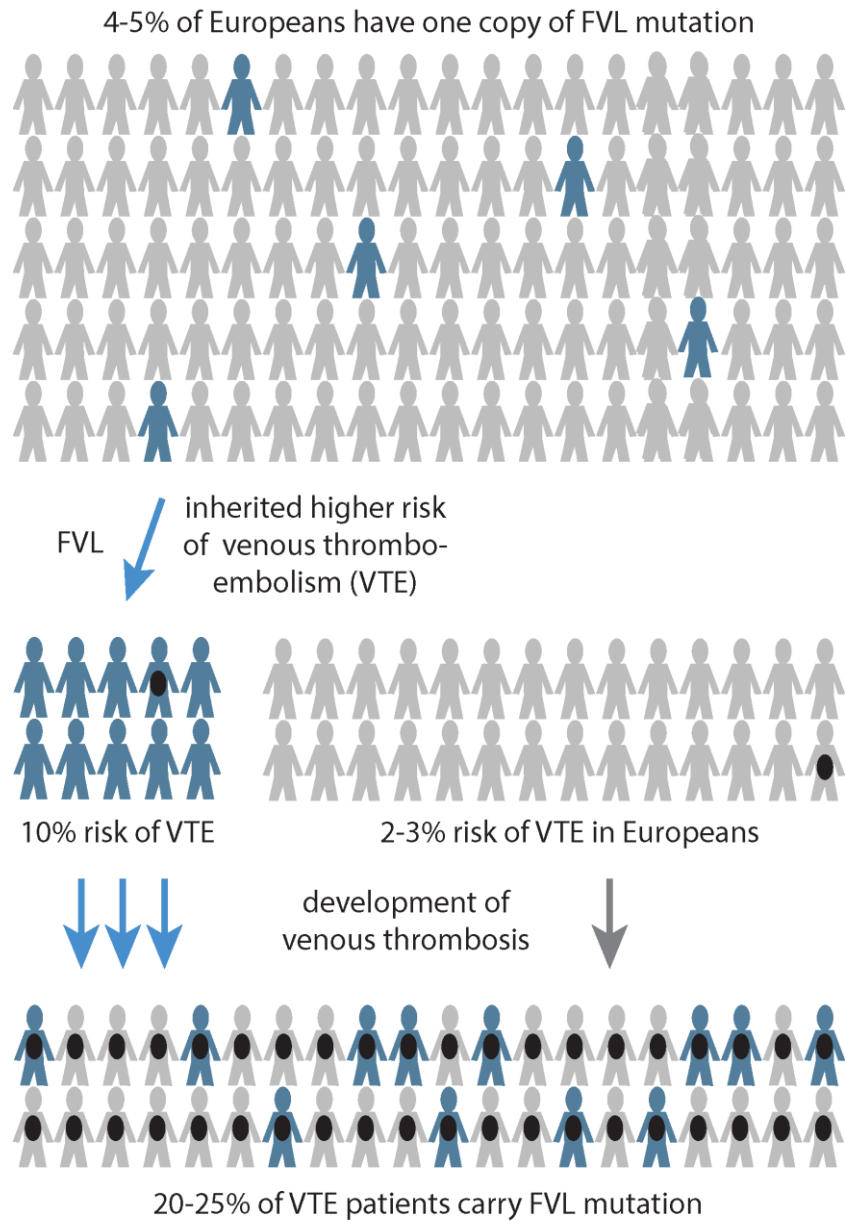 4-5% of Europeans have one copy of FVL mutation
FVL
inherited higher risk
of venous thrombo-
embolism (VTE)
10% risk of VTE
2-3% risk of VTE in Europeans
development of
venous thrombosis
20-25% of VTE patients carry FVL mutation